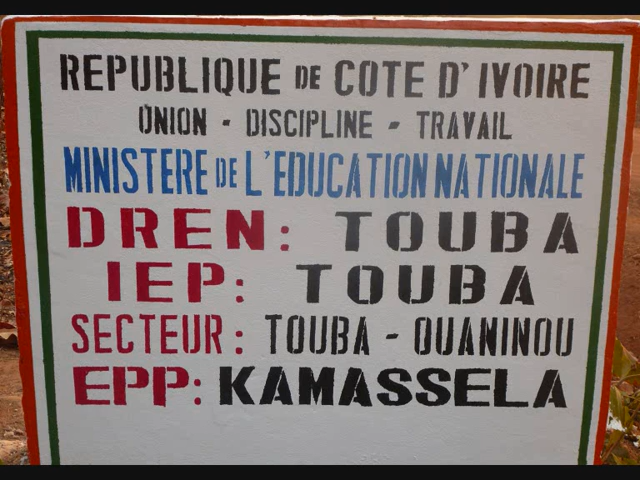 REPUBLIQUE DE COTE D'IVOIRE
UNION - DISCIPLINE - TRAVAIL
MINISTERE DE L'EDUCATION NATIONALE
DREN: TOUBA
IEP: TOUBA
SECTEUR: TOUBA - OUANINOU
EPP: KAMASSELA